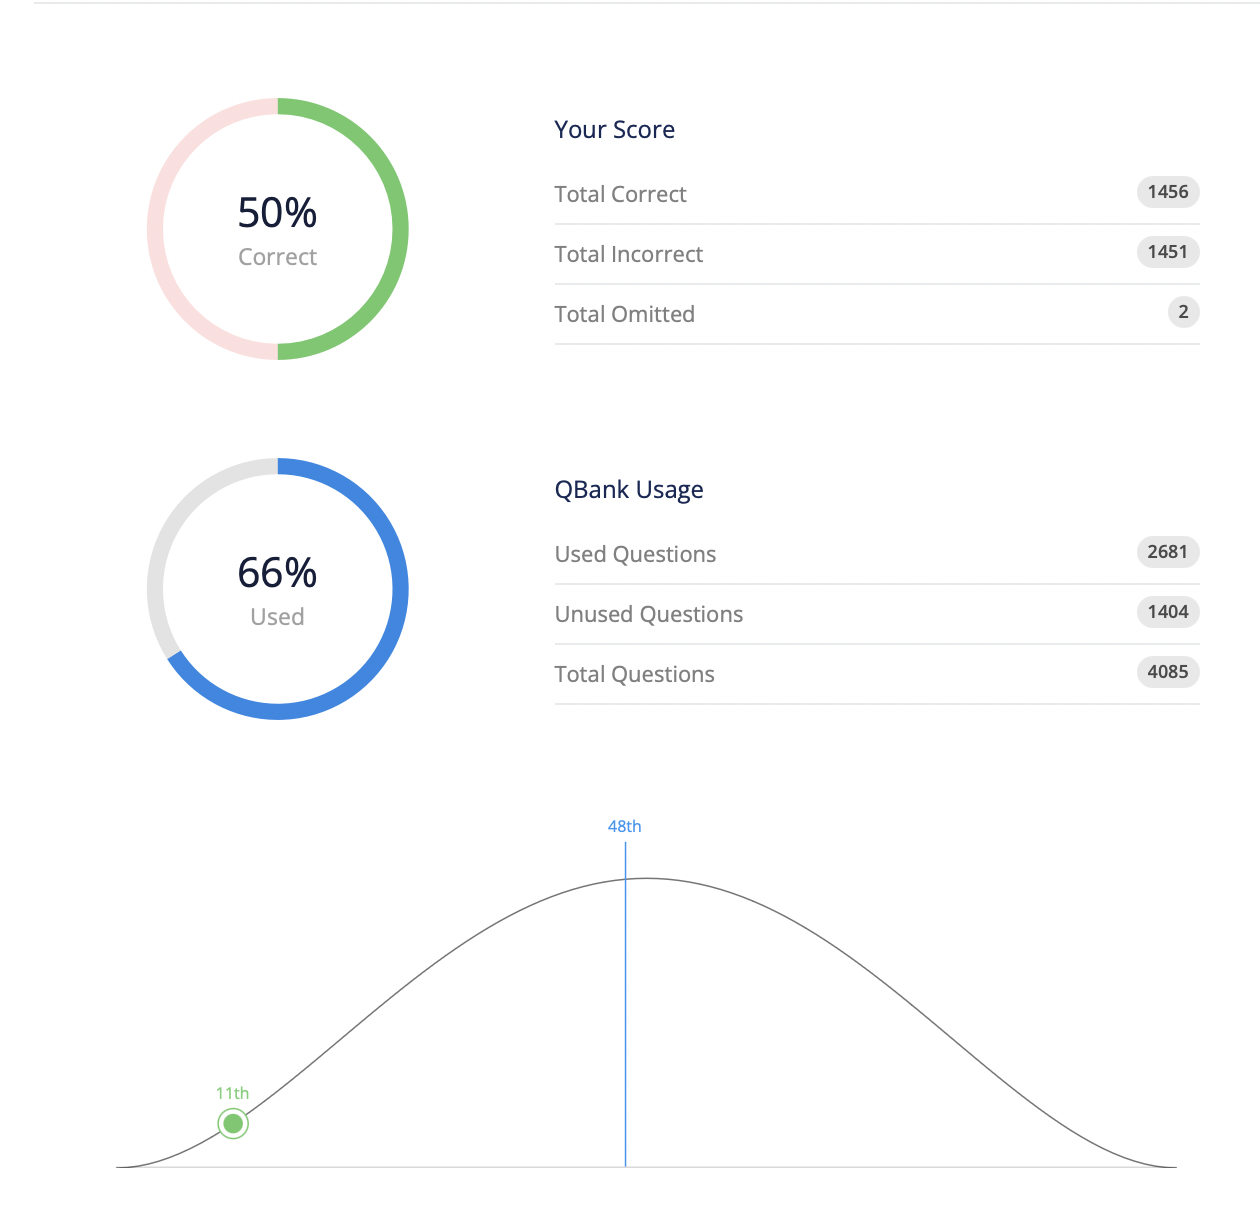 50%
Correct
Your Score
Total Correct 1456
Total Incorrect 1451
Total Omitted 2
66%
Used
QBank Usage
Used Questions 2681
Unused Questions 1404
Total Questions 4085
48th
11th